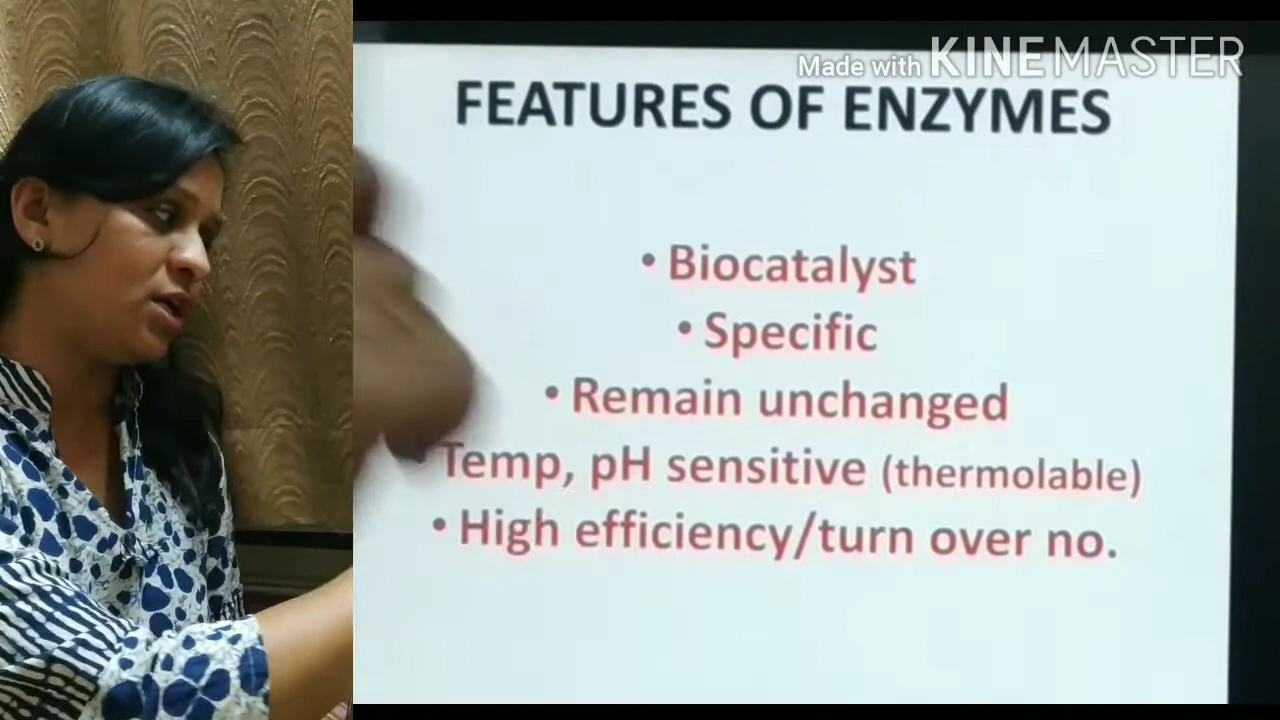 Made with KINEMASTER
FEATURES OF ENZYMES
• Biocatalyst
• Specific
• Remain unchanged
Temp, pH sensitive (thermolable)
• High efficiency/turn over no.